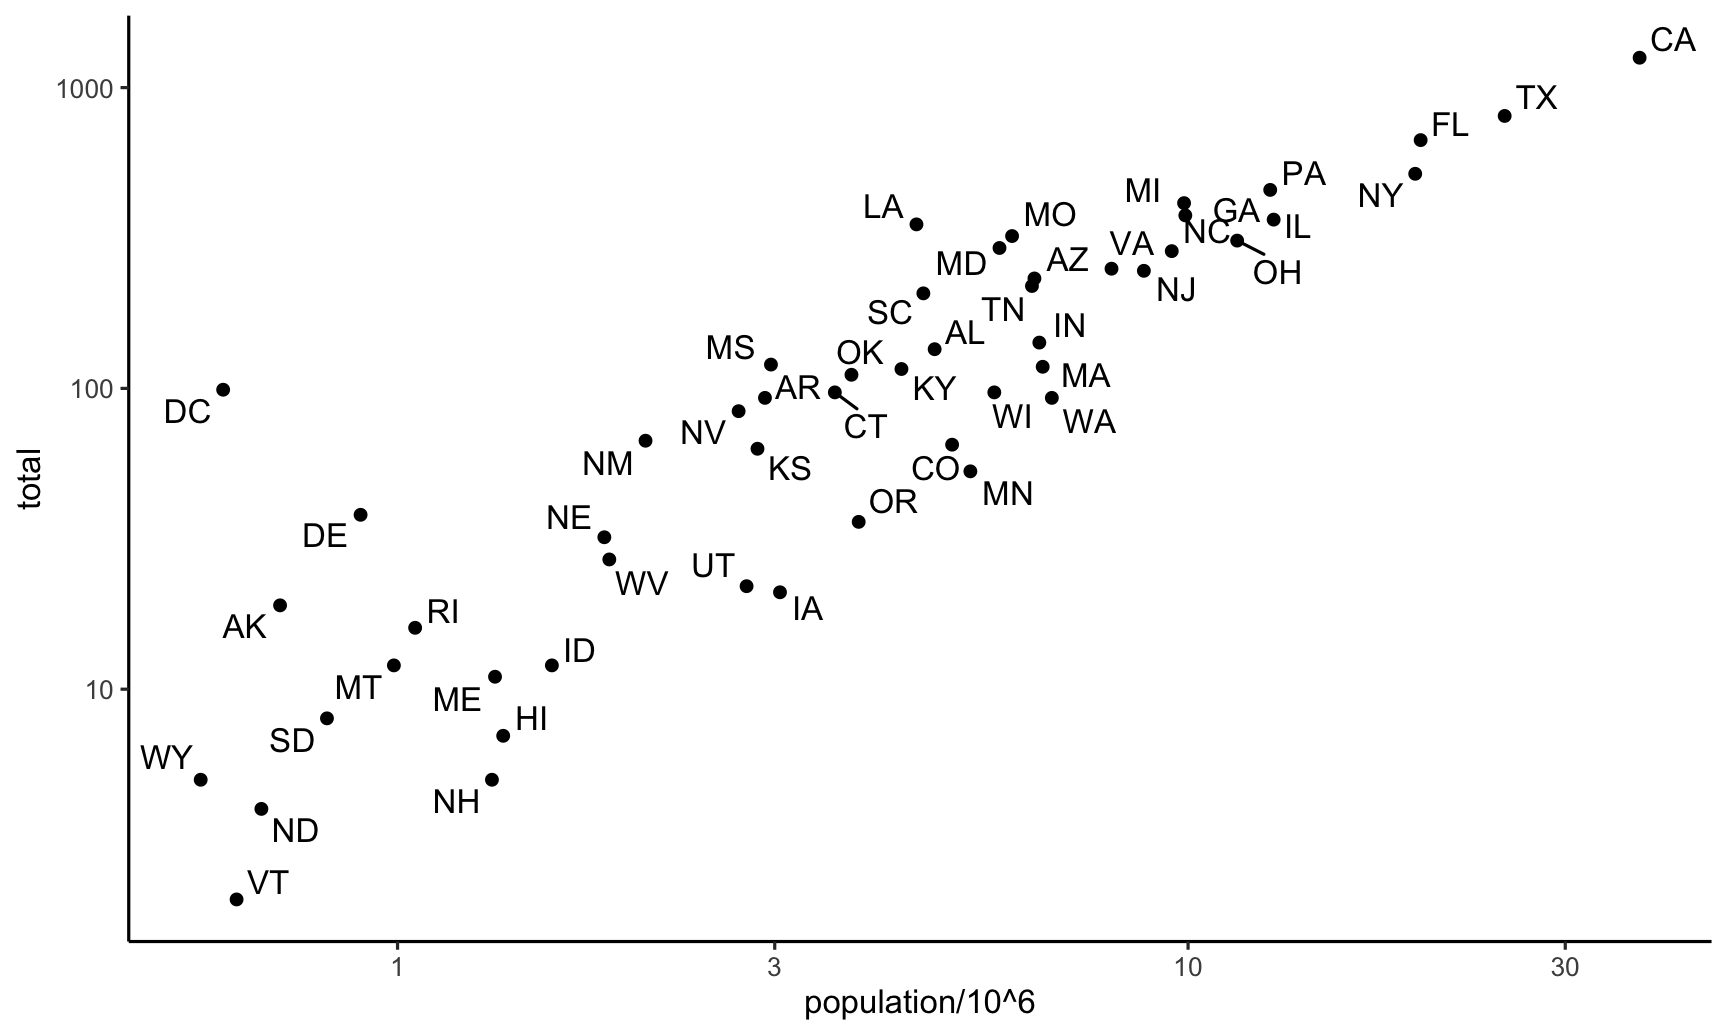 CA
1000
TX
FL
PA
NY
MI
LA
GA
MO
IL
NC
VA
MD
AZ
OH
NJ
SC
TN
IN
AL
MS
OK
100
MA
AR
KY
DC
WI
WA
CT
NV
NM
KS
CO
total
MN
OR
NE
DE
UT
WV
IA
RI
AK
ID
10
MT
ME
HI
SD
WY
NH
ND
VT
1
3
10
30
population/10^6